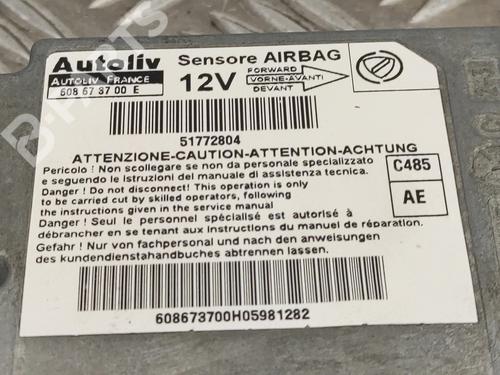 Autoliv
AUTOLIV FRANCE
608 67 37 00 E
Sensore AIRBAG
12V
FORWARD
VORNE-AVANTI
DEVANT
51772804
ATTENZIONE-CAUTION-ATTENTION-ACHTUNG
Pericolo ! Non scollegare se non da personale specializzato
e seguendo le istruzioni del manuale di assistenza tecnica.
Danger ! Do not disconnect! This operation is only
to be carried cut by skilled operators, following
the instructions given in the service manual
Danger ! Seul le personnel spécialisé est autorisé à
débrancher en se tenant aux instructions du manuel de réparation.
Gefahr ! Nur von fachpersonal und nach den anweisungen
des kundendienstahandbuches abtrennen lassen.
C485
AE
608673700H05981282